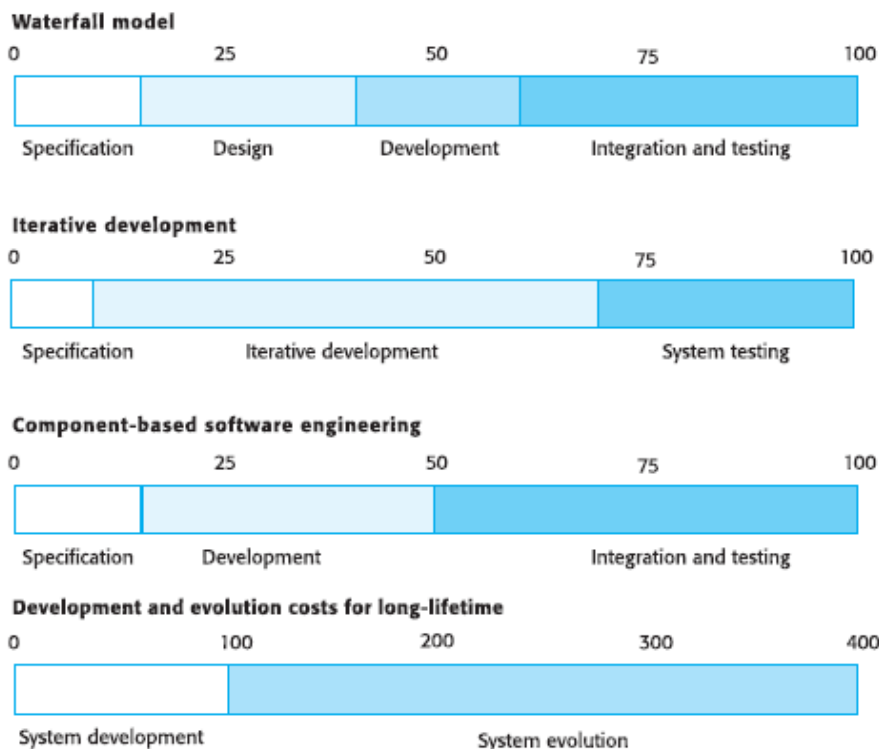 Waterfall model
0 25 50 75 100
Specification Design Development Integration and testing
Iterative development
0 25 50 75 100
Specification Iterative development System testing
Component-based software engineering
0 25 50 75 100
Specification Development Integration and testing
Development and evolution costs for long-lifetime
0 100 200 300 400
System development System evolution